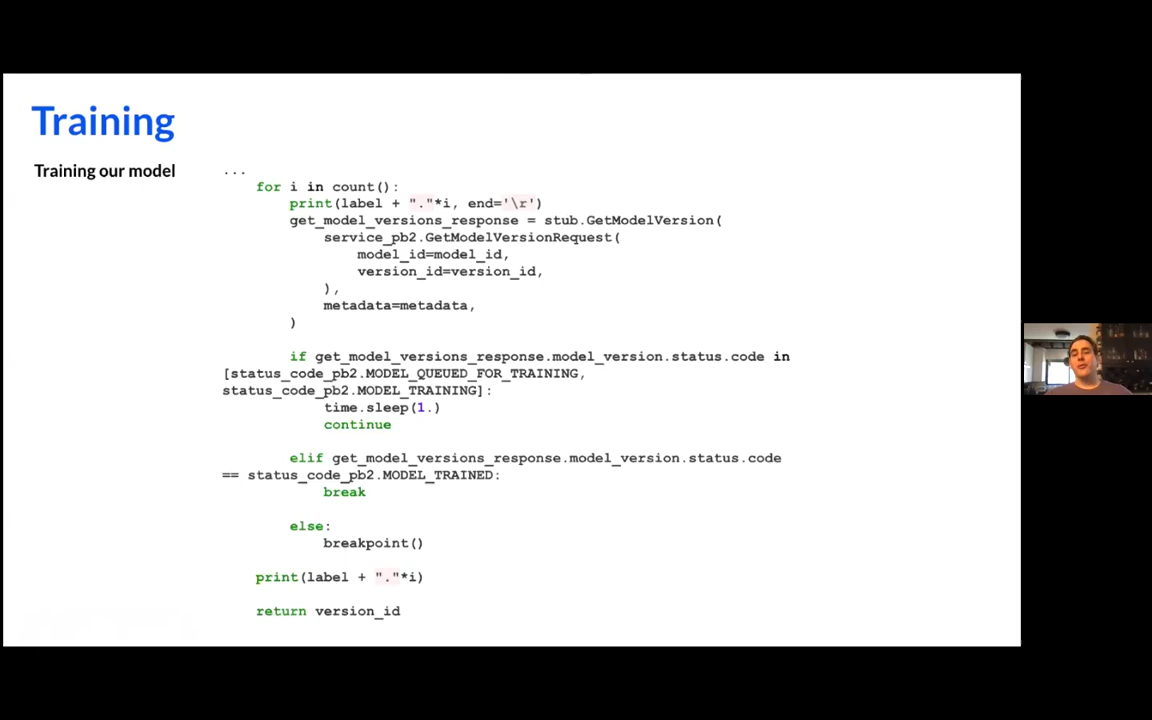 Training
Training our model
...
for i in count():
print(label + "."*i, end='\r')
get_model_versions_response = stub.GetModelVersion(
service_pb2.GetModelVersionRequest(
model_id=model_id,
version_id=version_id,
),
metadata=metadata,
)
if get_model_versions_response.model_version.status.code in
[status_code_pb2.MODEL_QUEUED_FOR_TRAINING,
status_code_pb2.MODEL_TRAINING]:
time.sleep(1.)
continue
elif get_model_versions_response.model_version.status.code
== status_code_pb2.MODEL_TRAINED:
break
else:
breakpoint()
print(label + "."*i)
return version_id